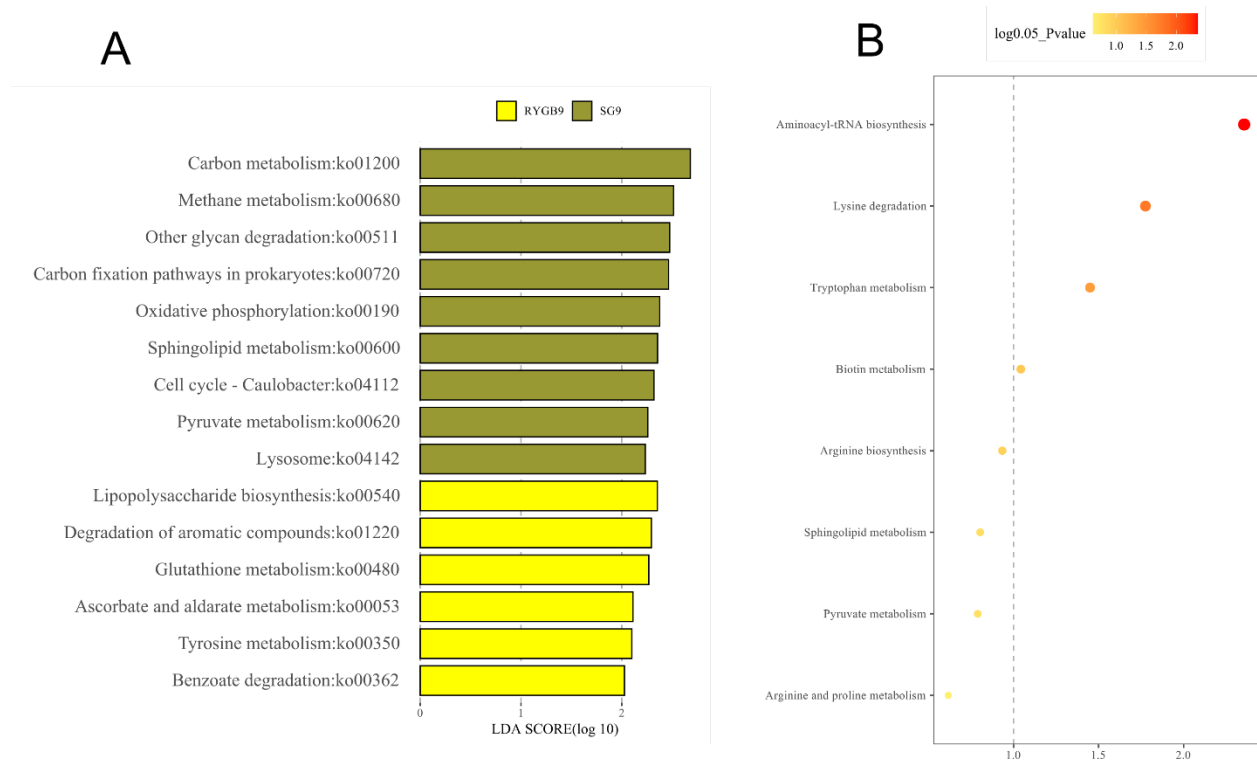 A
RYGB9 SG9
Carbon metabolism:ko01200
Methane metabolism:ko00680
Other glycan degradation:ko00511
Carbon fixation pathways in prokaryotes:ko00720
Oxidative phosphorylation:ko00190
Sphingolipid metabolism:ko00600
Cell cycle - Caulobacter:ko04112
Pyruvate metabolism:ko00620
Lysosome:ko04142
Lipopolysaccharide biosynthesis:ko00540
Degradation of aromatic compounds:ko01220
Glutathione metabolism:ko00480
Ascorbate and aldarate metabolism:ko00053
Tyrosine metabolism:ko00350
Benzoate degradation:ko00362
0 1 2
LDA SCORE(log 10)
B
log0.05_Pvalue
1.0 1.5 2.0
Aminoacyl-tRNA biosynthesis
Lysine degradation
Tryptophan metabolism
Biotin metabolism
Arginine biosynthesis
Sphingolipid metabolism
Pyruvate metabolism
Arginine and proline metabolism
1.0 1.5 2.0